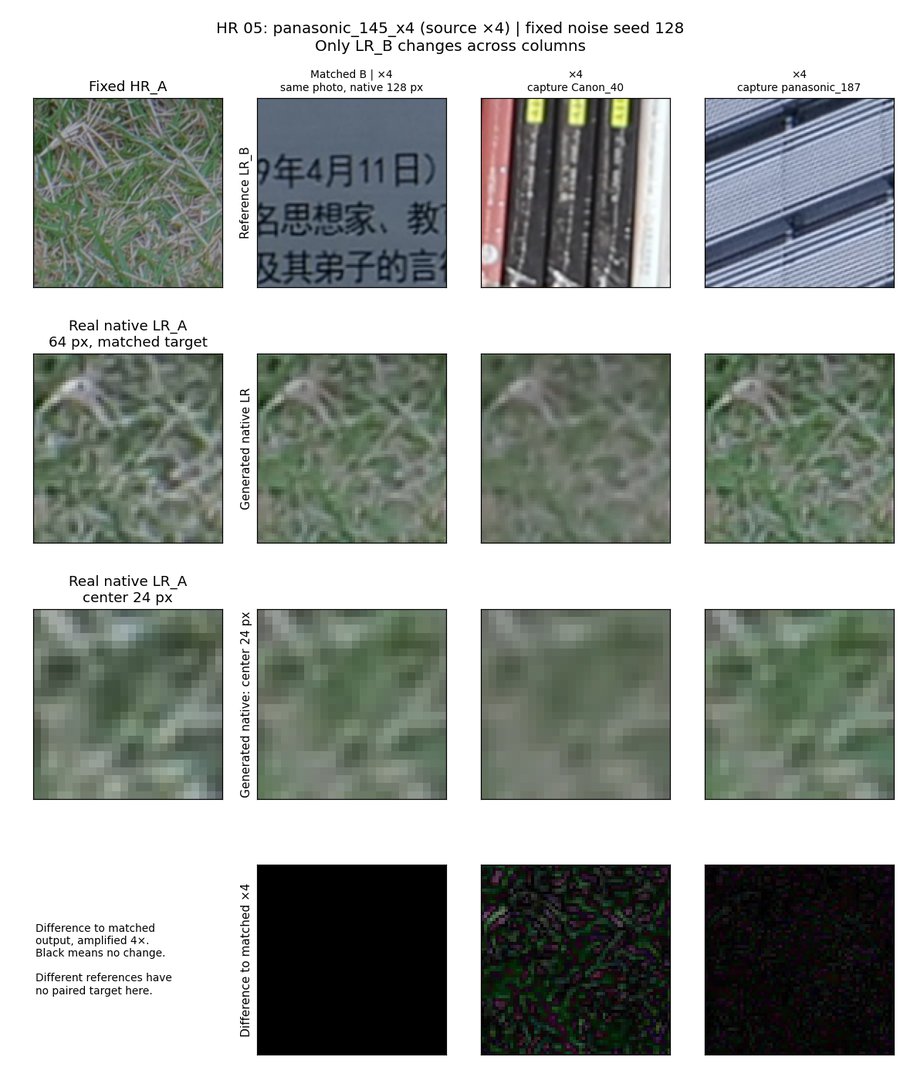 HR 05: panasonic_145_x4 (source ×4) | fixed noise seed 128
Only LR_B changes across columns
Fixed HR_A
Matched B | ×4
same photo, native 128 px
×4
capture Canon_40
×4
capture panasonic_187
Reference LR_B
9年4月11日）
名思想家、教
及其弟子的言
Real native LR_A
64 px, matched target
Generated native LR
Real native LR_A
center 24 px
Generated native: center 24 px
Difference to matched
output, amplified 4×.
Black means no change.
Different references have
no paired target here.
Difference to matched ×4